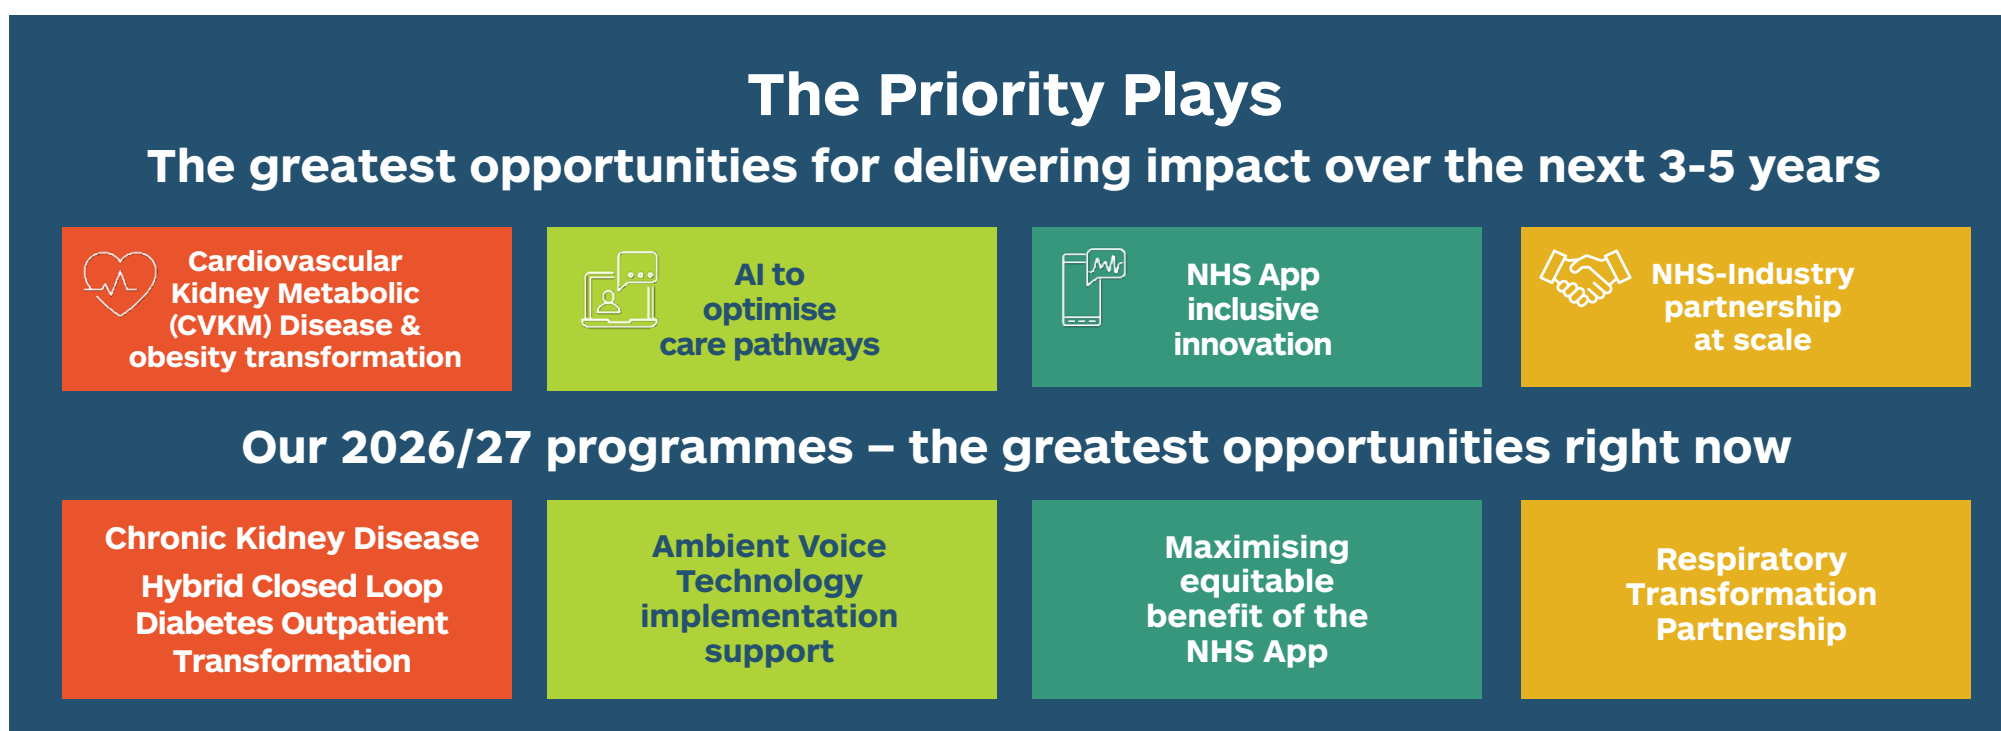 The Priority Plays
The greatest opportunities for delivering impact over the next 3-5 years
Cardiovascular
Kidney Metabolic
(CVKM) Disease &
obesity transformation
AI to
optimise
care pathways
NHS App
inclusive
innovation
NHS-Industry
partnership
at scale
Our 2026/27 programmes – the greatest opportunities right now
Chronic Kidney Disease
Hybrid Closed Loop
Diabetes Outpatient
Transformation
Ambient Voice
Technology
implementation
support
Maximising
equitable
benefit of the
NHS App
Respiratory
Transformation
Partnership